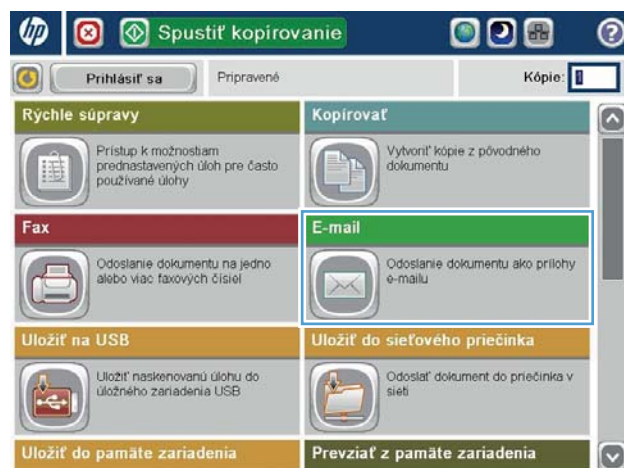 hp
Spustiť kopírovanie
?
Prihlásiť sa
Pripravené
Kópie: 1
Rýchle súpravy
Prístup k možnostiam
prednastavených úloh pre často
používané úlohy
Kopírovať
Vytvoriť kópie z pôvodného
dokumentu
Fax
Odoslanie dokumentu na jedno
alebo viac faxových čísiel
E-mail
Odoslanie dokumentu ako prílohy
e-mailu
Uložiť na USB
Uložiť naskenovanú úlohu do
úložného zariadenia USB
Uložiť do sieťového priečinka
Odoslať dokument do priečinka v
sieti
Uložiť do pamäte zariadenia
Prevziať z pamäte zariadenia